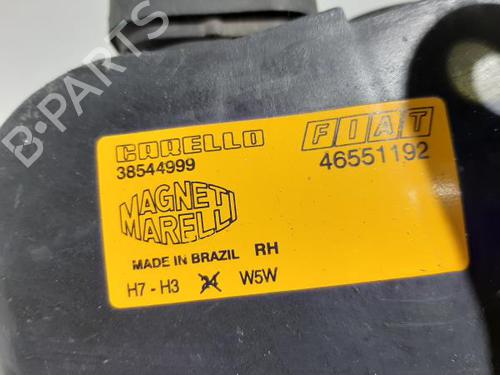 B-PARTS
CARELLO FIAT
38544999 46551192
MAGNETI
MARELLI
MADE IN BRAZIL RH
H7 - H3 W5W